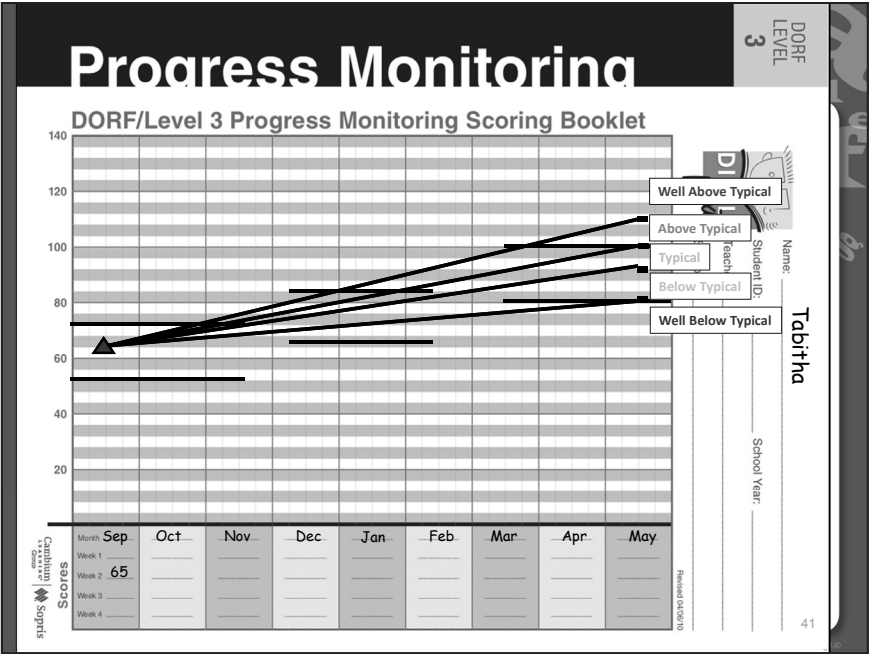 Progress Monitoring
DORF
LEVEL
3
DORF/Level 3 Progress Monitoring Scoring Booklet
140
120
100
80
60
40
20
Well Above Typical
Above Typical
Typical
Below Typical
Well Below Typical
Name:
Tabitha
Student ID:
School Year:
Month Sep Oct Nov Dec Jan Feb Mar Apr May
Week 1
Week 2 65
Week 3
Week 4
Scores
Cambium
LEARNING
Group
Sopris
Revised 04/06/10
41